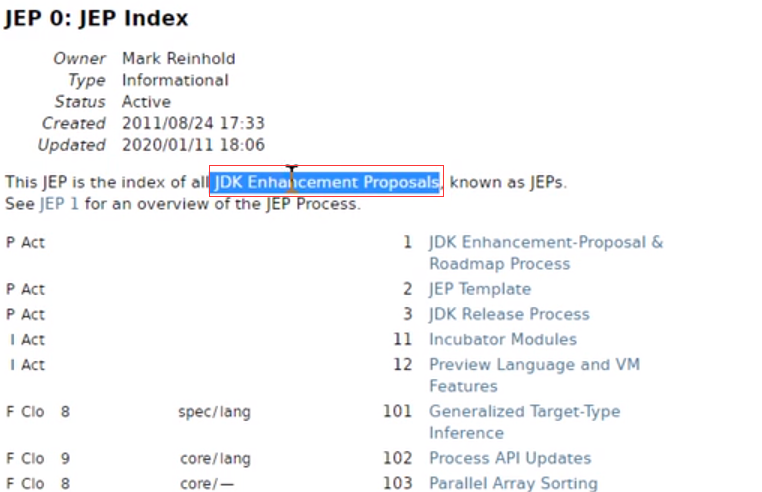 JEP 0: JEP Index
Owner Mark Reinhold
Type Informational
Status Active
Created 2011/08/24 17:33
Updated 2020/01/11 18:06
This JEP is the index of all JDK Enhancement Proposals, known as JEPs.
See JEP 1 for an overview of the JEP Process.
P Act 1 JDK Enhancement-Proposal &
Roadmap Process
P Act 2 JEP Template
P Act 3 JDK Release Process
I Act 11 Incubator Modules
I Act 12 Preview Language and VM
Features
F Clo 8 spec/lang 101 Generalized Target-Type
Inference
F Clo 9 core/lang 102 Process API Updates
F Clo 8 core/— 103 Parallel Array Sorting